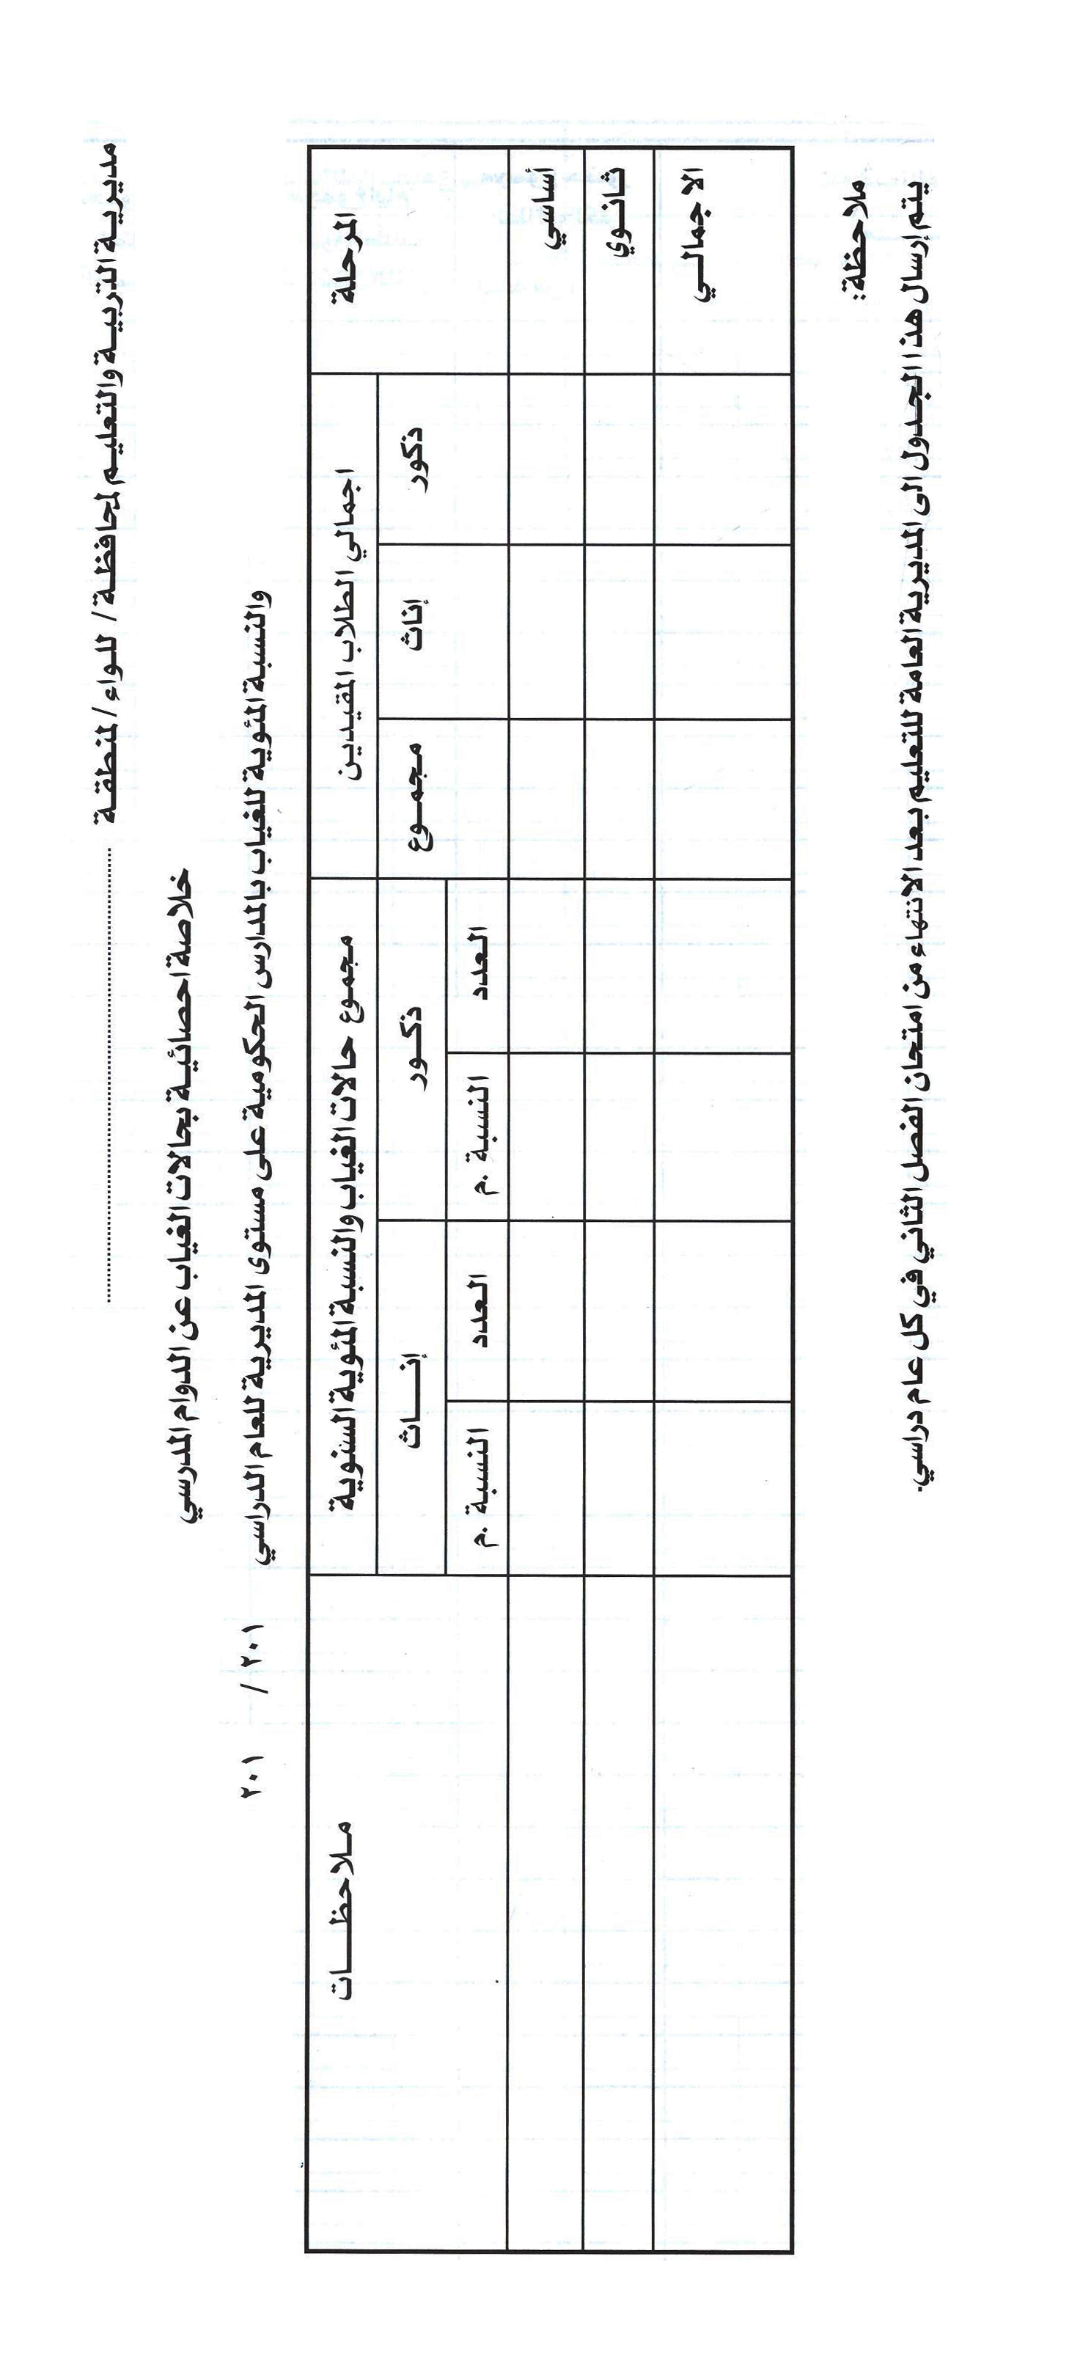 مديرية التربية والتعليم لمحافظة / للواء / لمنطقة ........................................
خلاصة احصائية بحالات الغياب عن الدوام المدرسي
والنسبة المئوية للغياب بالمدارس الحكومية على مستوى المديرية للعام الدراسي ٢٠١ / ٢٠١
المرحلة اجمالي الطلاب المقيدين مجموع حالات الغياب والنسبة المئوية السنوية ملاحظات
ذكور إناث مجموع ذكور إناث
العدد النسبة م. العدد النسبة م.
أساسي
ثانوي
الاجمالي
ملاحظة:
يتم إرسال هذا الجدول الى المديرية العامة للتعليم بعد الانتهاء من امتحان الفصل الثاني في كل عام دراسي.